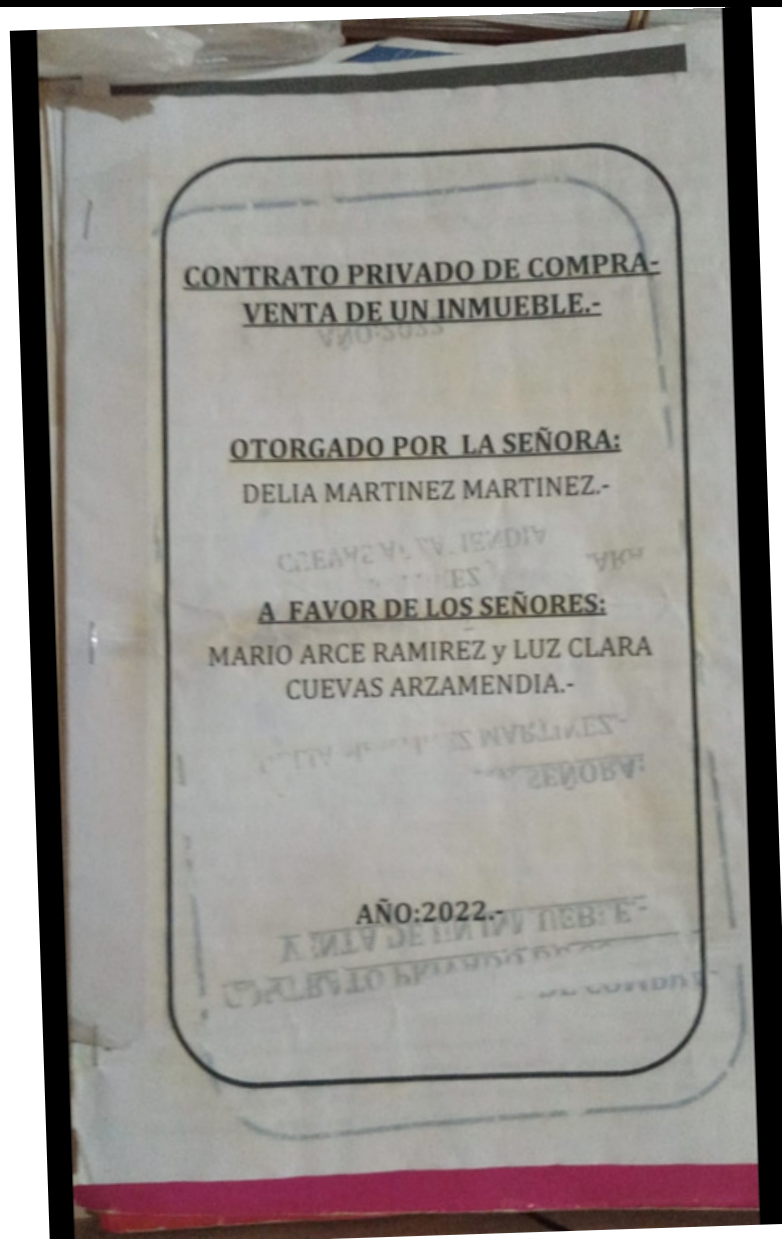 CONTRATO PRIVADO DE COMPRA-
VENTA DE UN INMUEBLE.-
OTORGADO POR LA SEÑORA:
DELIA MARTINEZ MARTINEZ.-
A FAVOR DE LOS SEÑORES:
MARIO ARCE RAMIREZ y LUZ CLARA
CUEVAS ARZAMENDIA.-
AÑO:2022.-